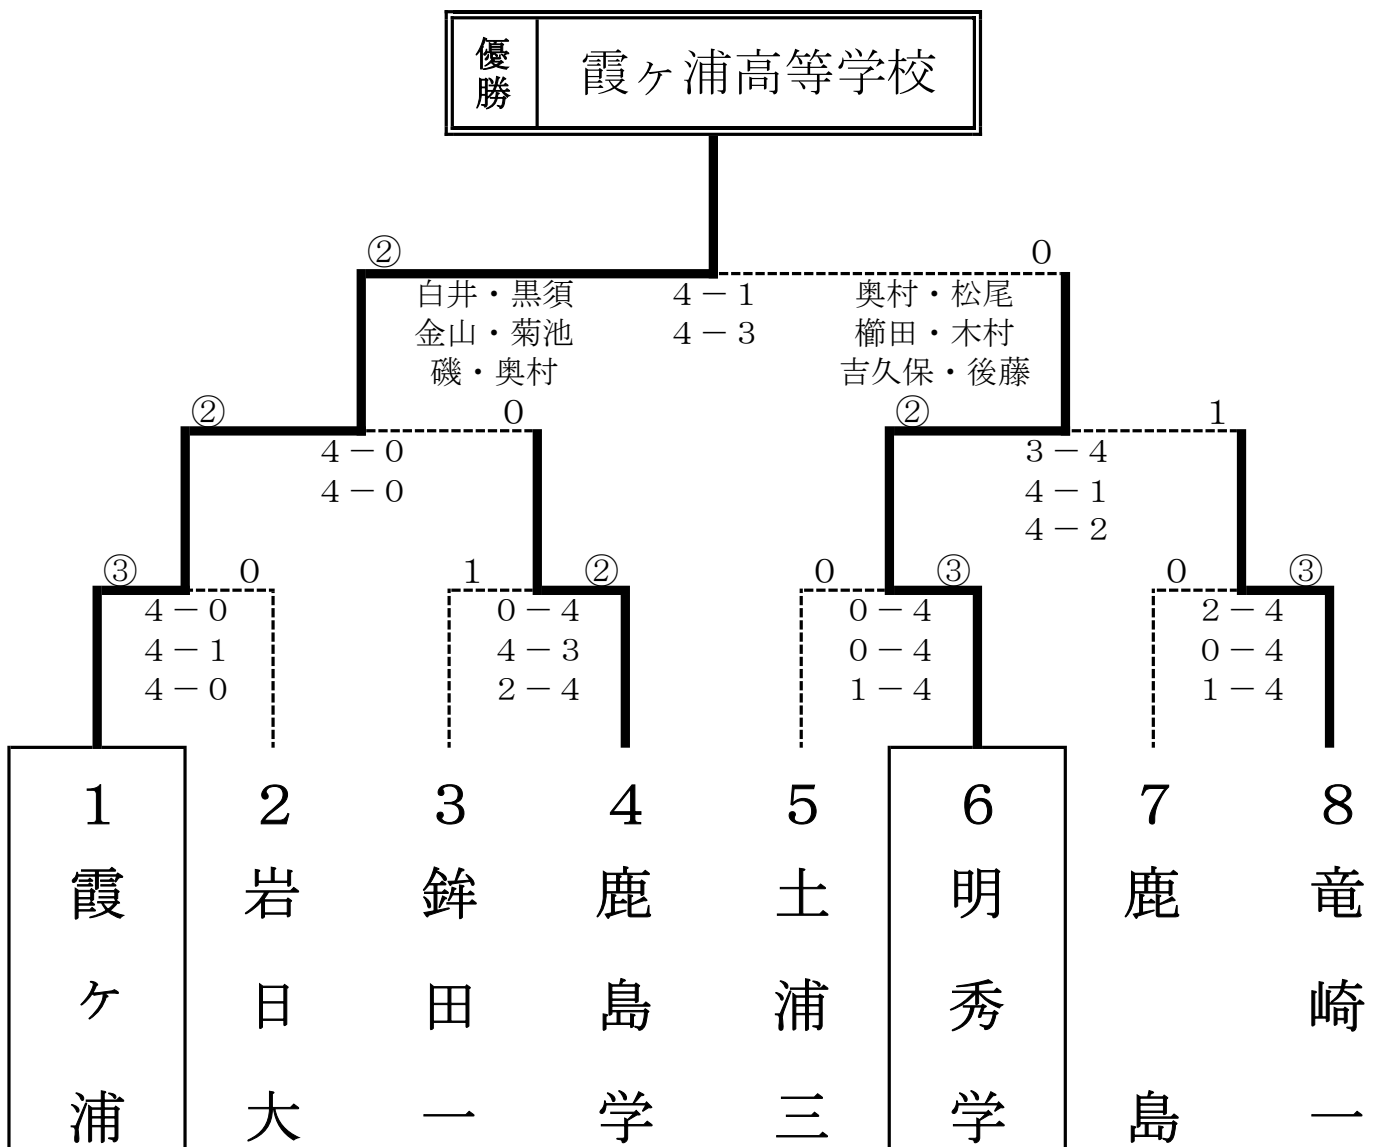 優勝
霞ヶ浦高等学校
② 0
白井・黒須 4－1 奥村・松尾
金山・菊池 4－3 櫛田・木村
磯・奥村 吉久保・後藤
② 0 ② 1
4－0 3－4
4－0 4－1
4－2
③ 0 1 ② 0 ③ 0 ③
4－0 0－4 0－4 2－4
4－1 4－3 0－4 0－4
4－0 2－4 1－4 1－4
1 2 3 4 5 6 7 8
霞ケ浦
岩日大
鉾田一
鹿島学
土浦三
明秀学
鹿島
竜崎一